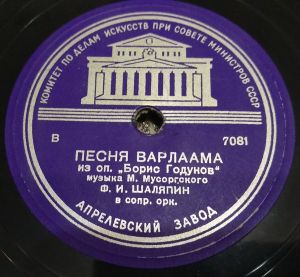 КОМИТЕТ ПО ДЕЛАМ ИСКУССТВ ПРИ СОВЕТЕ МИНИСТРОВ СССР
В 7081
ПЕСНЯ ВАРЛААМА
из оп. „Борис Годунов"
музыка М. Мусоргского
Ф. И. ШАЛЯПИН
в сопр. орк.
АПРЕЛЕВСКИЙ ЗАВОД